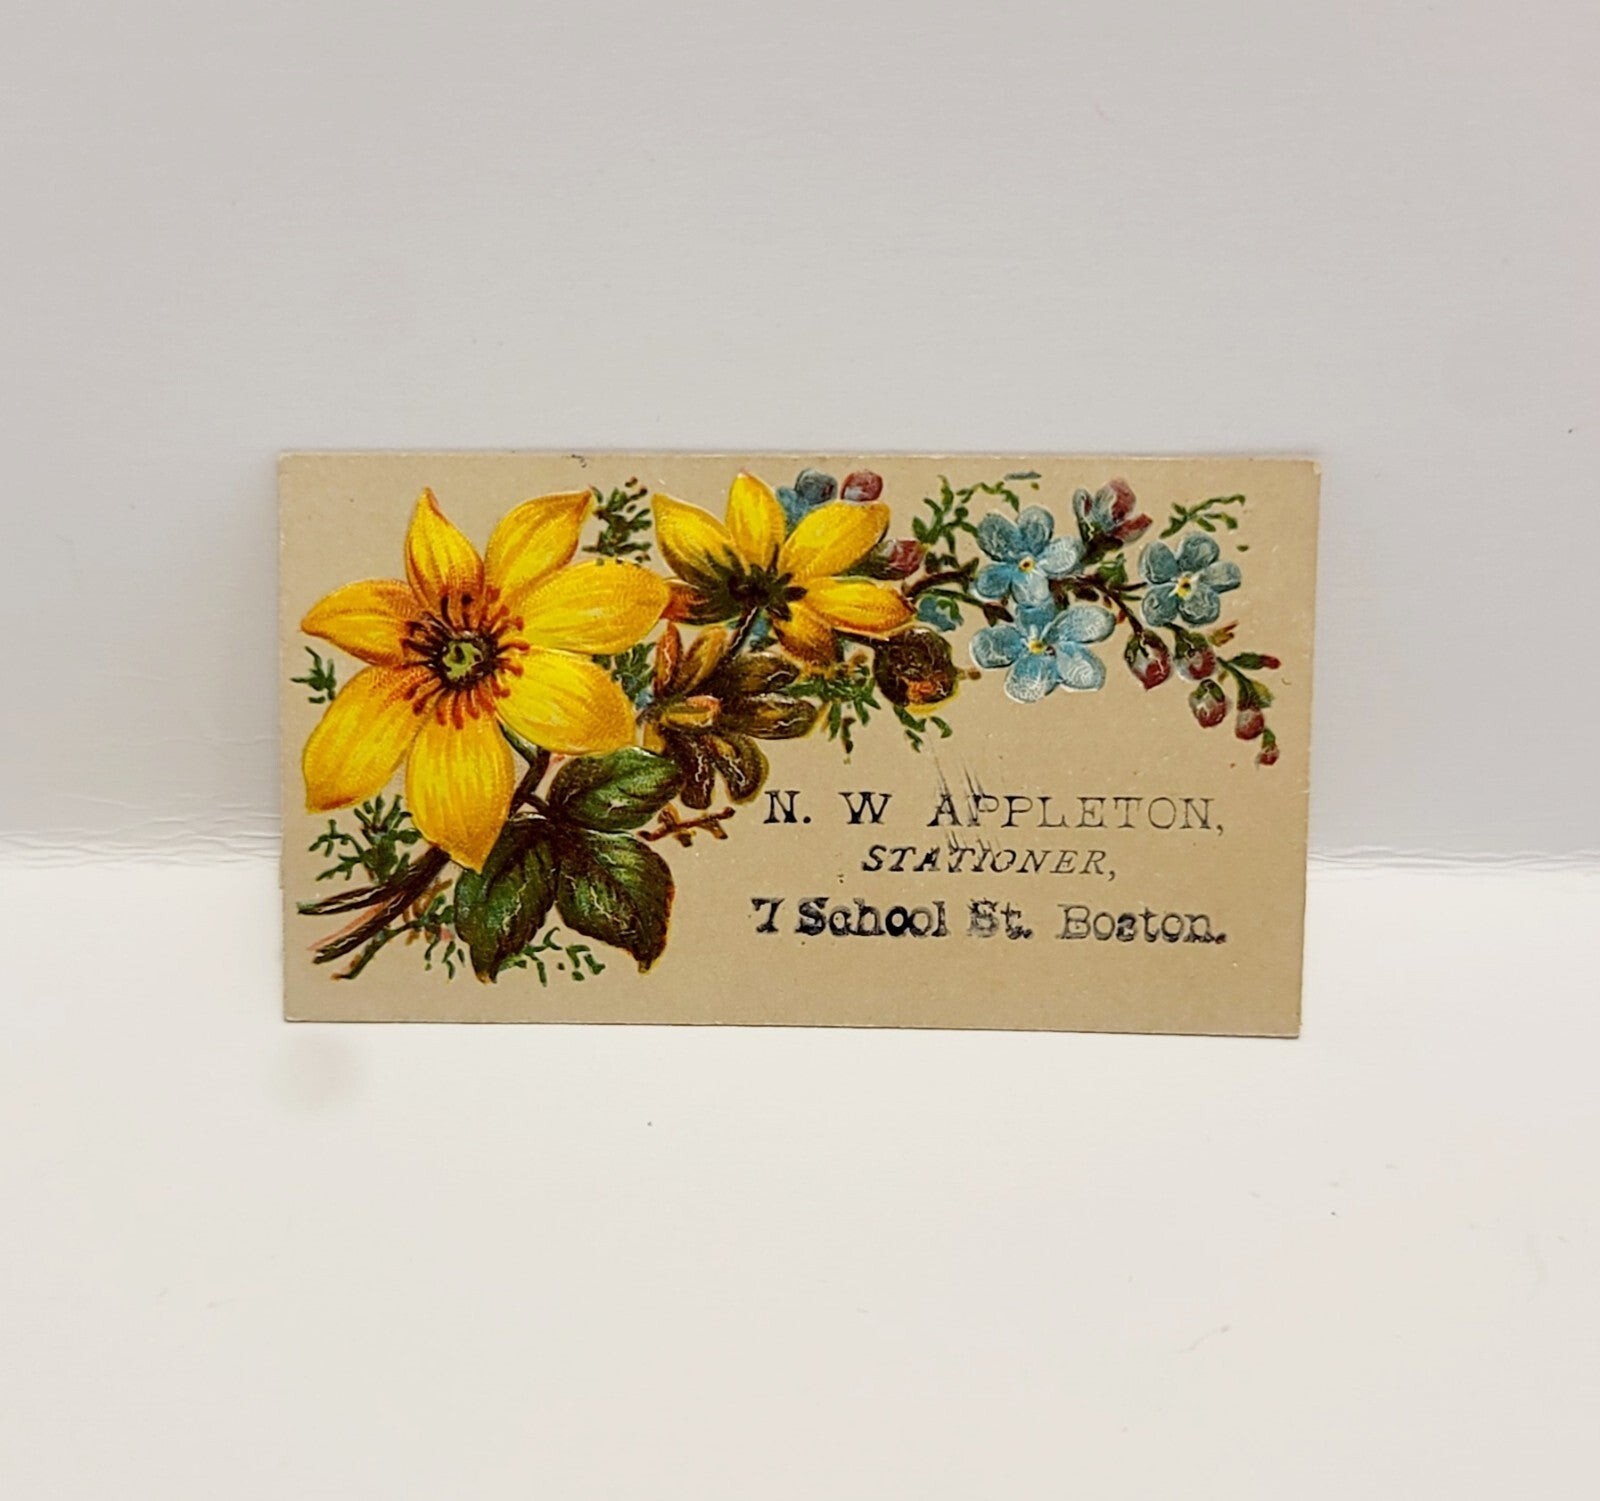 N. W APPLETON,
STATIONER,
7 School St. Boston.